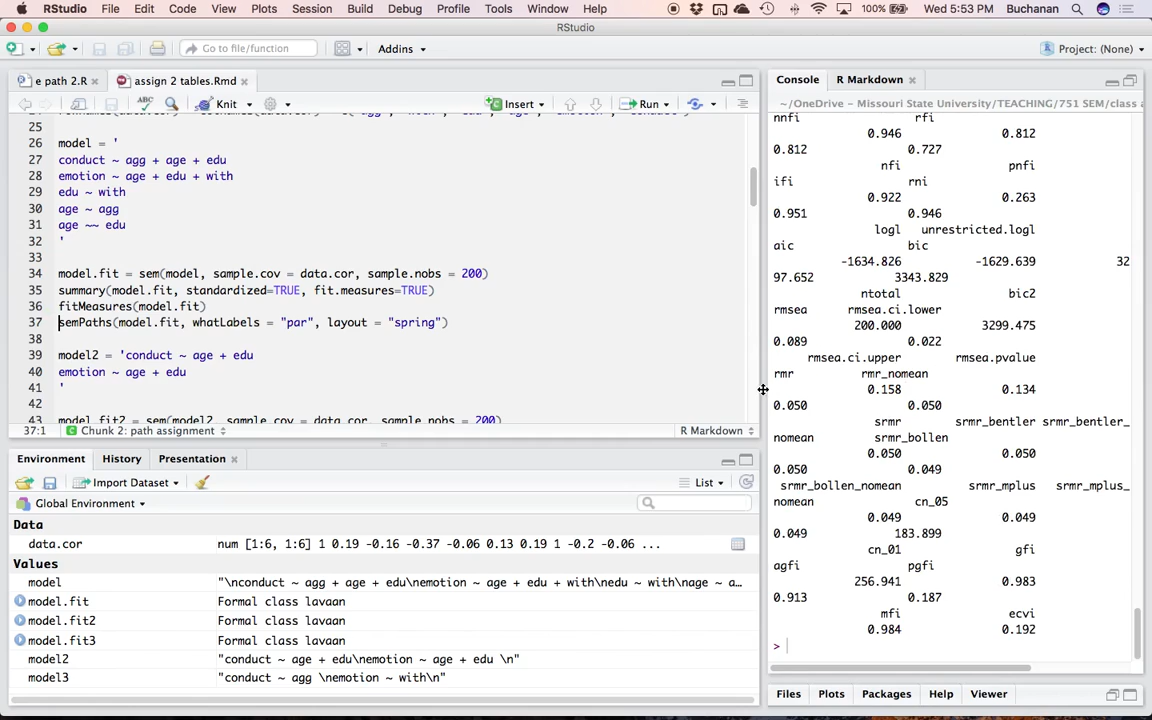 RStudio File Edit Code View Plots Session Build Debug Profile Tools Window Help 100% Wed 5:53 PM Buchanan
RStudio
Go to file/function Addins Project: (None)
e path 2.R assign 2 tables.Rmd
Knit Insert Run
25
26 model = '
27 conduct ~ agg + age + edu
28 emotion ~ age + edu + with
29 edu ~ with
30 age ~ agg
31 age ~~ edu
32 '
33
34 model.fit = sem(model, sample.cov = data.cor, sample.nobs = 200)
35 summary(model.fit, standardized=TRUE, fit.measures=TRUE)
36 fitMeasures(model.fit)
37 semPaths(model.fit, whatLabels = "par", layout = "spring")
38
39 model2 = 'conduct ~ age + edu
40 emotion ~ age + edu
41 '
42
43 model.fit2 = sem(model2, sample.cov = data.cor, sample.nobs = 200)
37:1 Chunk 2: path assignment R Markdown
Environment History Presentation
Import Dataset List
Global Environment
Data
data.cor num [1:6, 1:6] 1 0.19 -0.16 -0.37 -0.06 0.13 0.19 1 -0.2 -0.06 ...
Values
model "\nconduct ~ agg + age + edu\nemotion ~ age + edu + with\nedu ~ with\nage ~ a…
model.fit Formal class lavaan
model.fit2 Formal class lavaan
model.fit3 Formal class lavaan
model2 "conduct ~ age + edu\nemotion ~ age + edu \n"
model3 "conduct ~ agg \nemotion ~ with\n"
Console R Markdown
~/OneDrive – Missouri State University/TEACHING/751 SEM/class a
nnfi rfi
0.946 0.812
0.812 0.727
nfi pnfi
ifi rni
0.922 0.263
0.951 0.946
logl unrestricted.logl
aic bic
-1634.826 -1629.639 32
97.652 3343.829
ntotal bic2
rmsea rmsea.ci.lower
200.000 3299.475
0.089 0.022
rmsea.ci.upper rmsea.pvalue
rmr rmr_nomean
0.158 0.134
0.050 0.050
srmr srmr_bentler srmr_bentler_
nomean srmr_bollen
0.050 0.050
0.050 0.049
srmr_bollen_nomean srmr_mplus srmr_mplus_
nomean cn_05
0.049 0.049
0.049 183.899
cn_01 gfi
agfi pgfi
256.941 0.983
0.913 0.187
mfi ecvi
0.984 0.192
>
Files Plots Packages Help Viewer